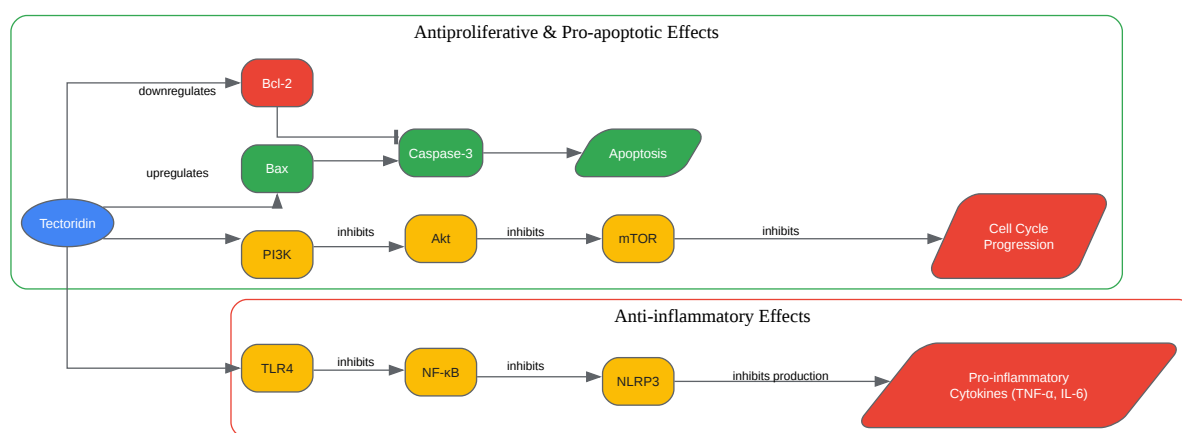 Antiproliferative & Pro-apoptotic Effects
Bcl-2
downregulates
Caspase-3
Apoptosis
Bax
upregulates
Tectoridin
PI3K
inhibits
Akt
inhibits
mTOR
inhibits
Cell Cycle
Progression
Anti-inflammatory Effects
TLR4
inhibits
NF-κB
inhibits
NLRP3
inhibits production
Pro-inflammatory
Cytokines (TNF-α, IL-6)